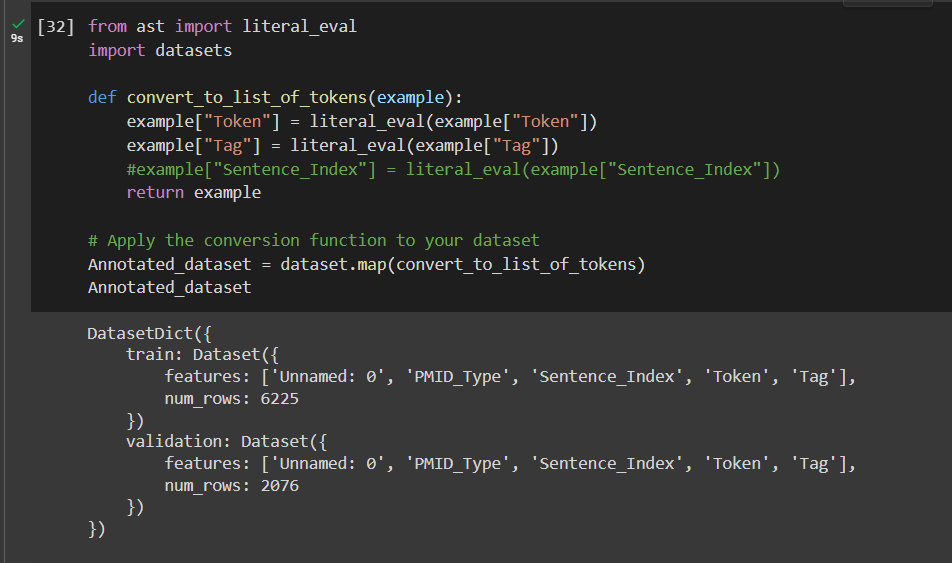 [32] from ast import literal_eval
9s
import datasets
def convert_to_list_of_tokens(example):
    example["Token"] = literal_eval(example["Token"])
    example["Tag"] = literal_eval(example["Tag"])
    #example["Sentence_Index"] = literal_eval(example["Sentence_Index"])
    return example
# Apply the conversion function to your dataset
Annotated_dataset = dataset.map(convert_to_list_of_tokens)
Annotated_dataset
DatasetDict({
    train: Dataset({
        features: ['Unnamed: 0', 'PMID_Type', 'Sentence_Index', 'Token', 'Tag'],
        num_rows: 6225
    })
    validation: Dataset({
        features: ['Unnamed: 0', 'PMID_Type', 'Sentence_Index', 'Token', 'Tag'],
        num_rows: 2076
    })
})